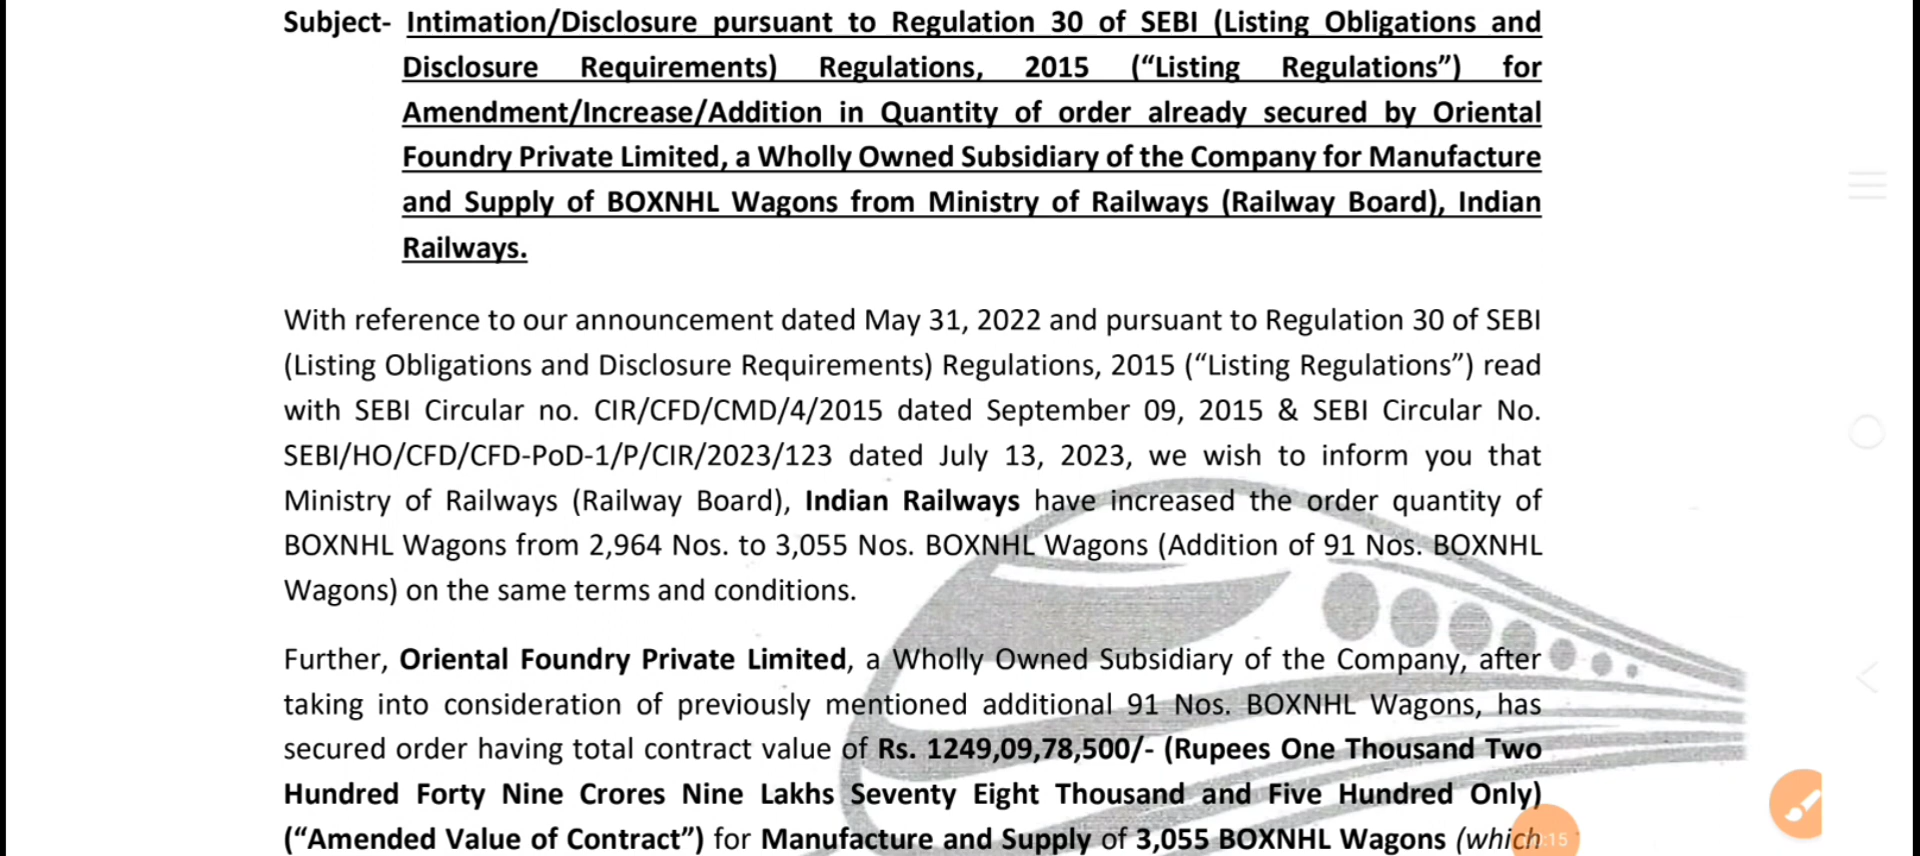 Subject- Intimation/Disclosure pursuant to Regulation 30 of SEBI (Listing Obligations and
Disclosure Requirements) Regulations, 2015 (“Listing Regulations”) for
Amendment/Increase/Addition in Quantity of order already secured by Oriental
Foundry Private Limited, a Wholly Owned Subsidiary of the Company for Manufacture
and Supply of BOXNHL Wagons from Ministry of Railways (Railway Board), Indian
Railways.
With reference to our announcement dated May 31, 2022 and pursuant to Regulation 30 of SEBI
(Listing Obligations and Disclosure Requirements) Regulations, 2015 (“Listing Regulations”) read
with SEBI Circular no. CIR/CFD/CMD/4/2015 dated September 09, 2015 & SEBI Circular No.
SEBI/HO/CFD/CFD-PoD-1/P/CIR/2023/123 dated July 13, 2023, we wish to inform you that
Ministry of Railways (Railway Board), Indian Railways have increased the order quantity of
BOXNHL Wagons from 2,964 Nos. to 3,055 Nos. BOXNHL Wagons (Addition of 91 Nos. BOXNHL
Wagons) on the same terms and conditions.
Further, Oriental Foundry Private Limited, a Wholly Owned Subsidiary of the Company, after
taking into consideration of previously mentioned additional 91 Nos. BOXNHL Wagons, has
secured order having total contract value of Rs. 1249,09,78,500/- (Rupees One Thousand Two
Hundred Forty Nine Crores Nine Lakhs Seventy Eight Thousand and Five Hundred Only)
(“Amended Value of Contract”) for Manufacture and Supply of 3,055 BOXNHL Wagons (which